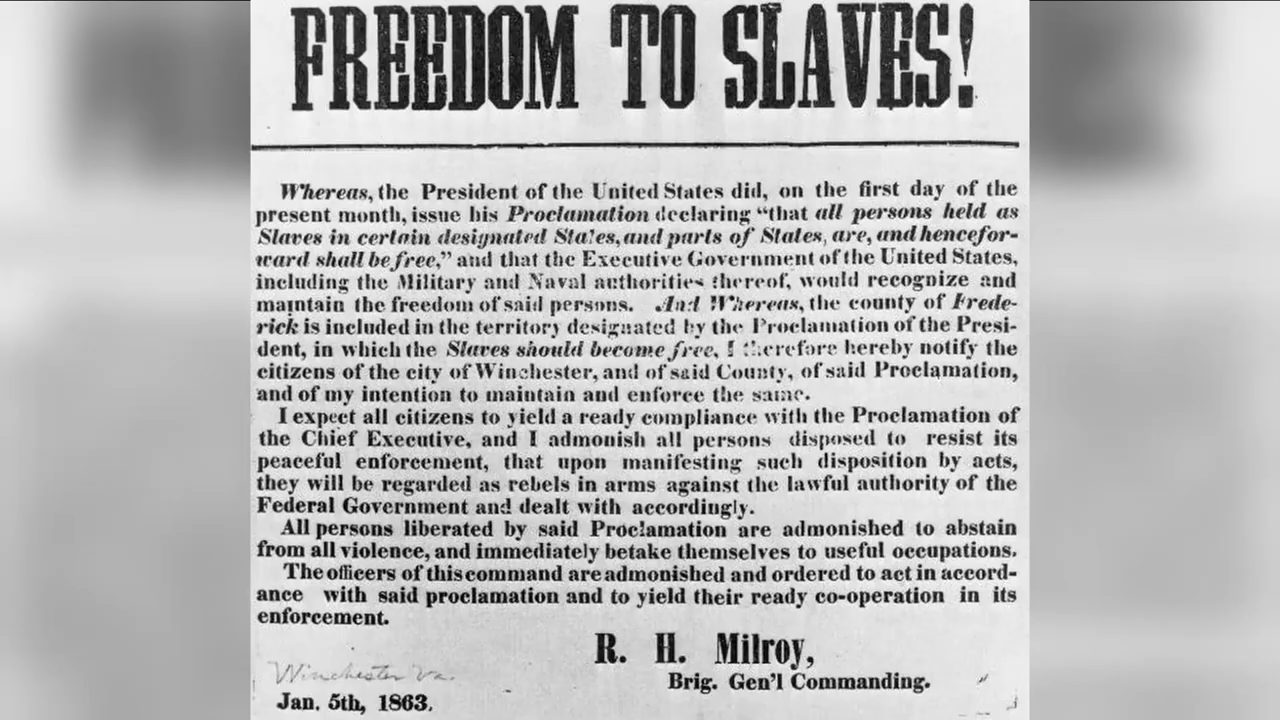 FREEDOM TO SLAVES!
Whereas, the President of the United States did, on the first day of the
present month, issue his Proclamation declaring “that all persons held as
Slaves in certain designated States, and parts of States, are, and hencefor-
ward shall be free,” and that the Executive Government of the United States,
including the Military and Naval authorities thereof, would recognize and
maintain the freedom of said persons. And Whereas, the county of Frede-
rick is included in the territory designated by the Proclamation of the Presi-
dent, in which the Slaves should become free, I therefore hereby notify the
citizens of the city of Winchester, and of said County, of said Proclamation,
and of my intention to maintain and enforce the same.
I expect all citizens to yield a ready compliance with the Proclamation of
the Chief Executive, and I admonish all persons disposed to resist its
peaceful enforcement, that upon manifesting such disposition by acts,
they will be regarded as rebels in arms against the lawful authority of the
Federal Government and dealt with accordingly.
All persons liberated by said Proclamation are admonished to abstain
from all violence, and immediately betake themselves to useful occupations.
The officers of this command are admonished and ordered to act in accord-
ance with said proclamation and to yield their ready co-operation in its
enforcement.
R. H. Milroy,
Brig. Gen'l Commanding.
Winchester Va.
Jan. 5th, 1863.